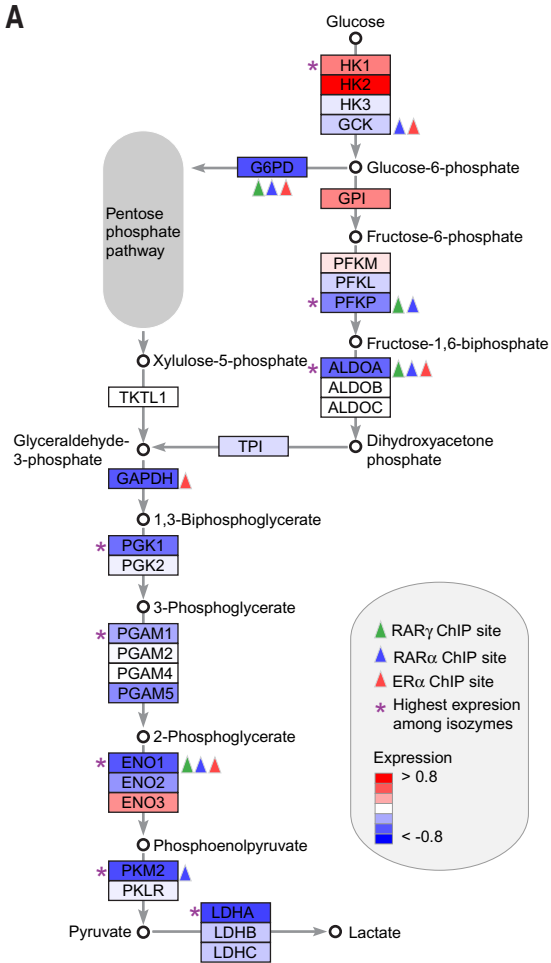 A
Glucose
*
HK1
HK2
HK3
GCK
G6PD
Glucose-6-phosphate
GPI
Pentose
phosphate
pathway
Fructose-6-phosphate
PFKM
PFKL
*
PFKP
Fructose-1,6-biphosphate
Xylulose-5-phosphate
*
ALDOA
ALDOB
ALDOC
TKTL1
Glyceraldehyde-
3-phosphate
TPI
Dihydroxyacetone
phosphate
GAPDH
1,3-Biphosphoglycerate
*
PGK1
PGK2
3-Phosphoglycerate
*
PGAM1
PGAM2
PGAM4
PGAM5
2-Phosphoglycerate
*
ENO1
ENO2
ENO3
Phosphoenolpyruvate
*
PKM2
PKLR
Pyruvate
*
LDHA
LDHB
LDHC
Lactate
RARγ ChIP site
RARα ChIP site
ERα ChIP site
* Highest expresion
among isozymes
Expression
> 0.8
< -0.8